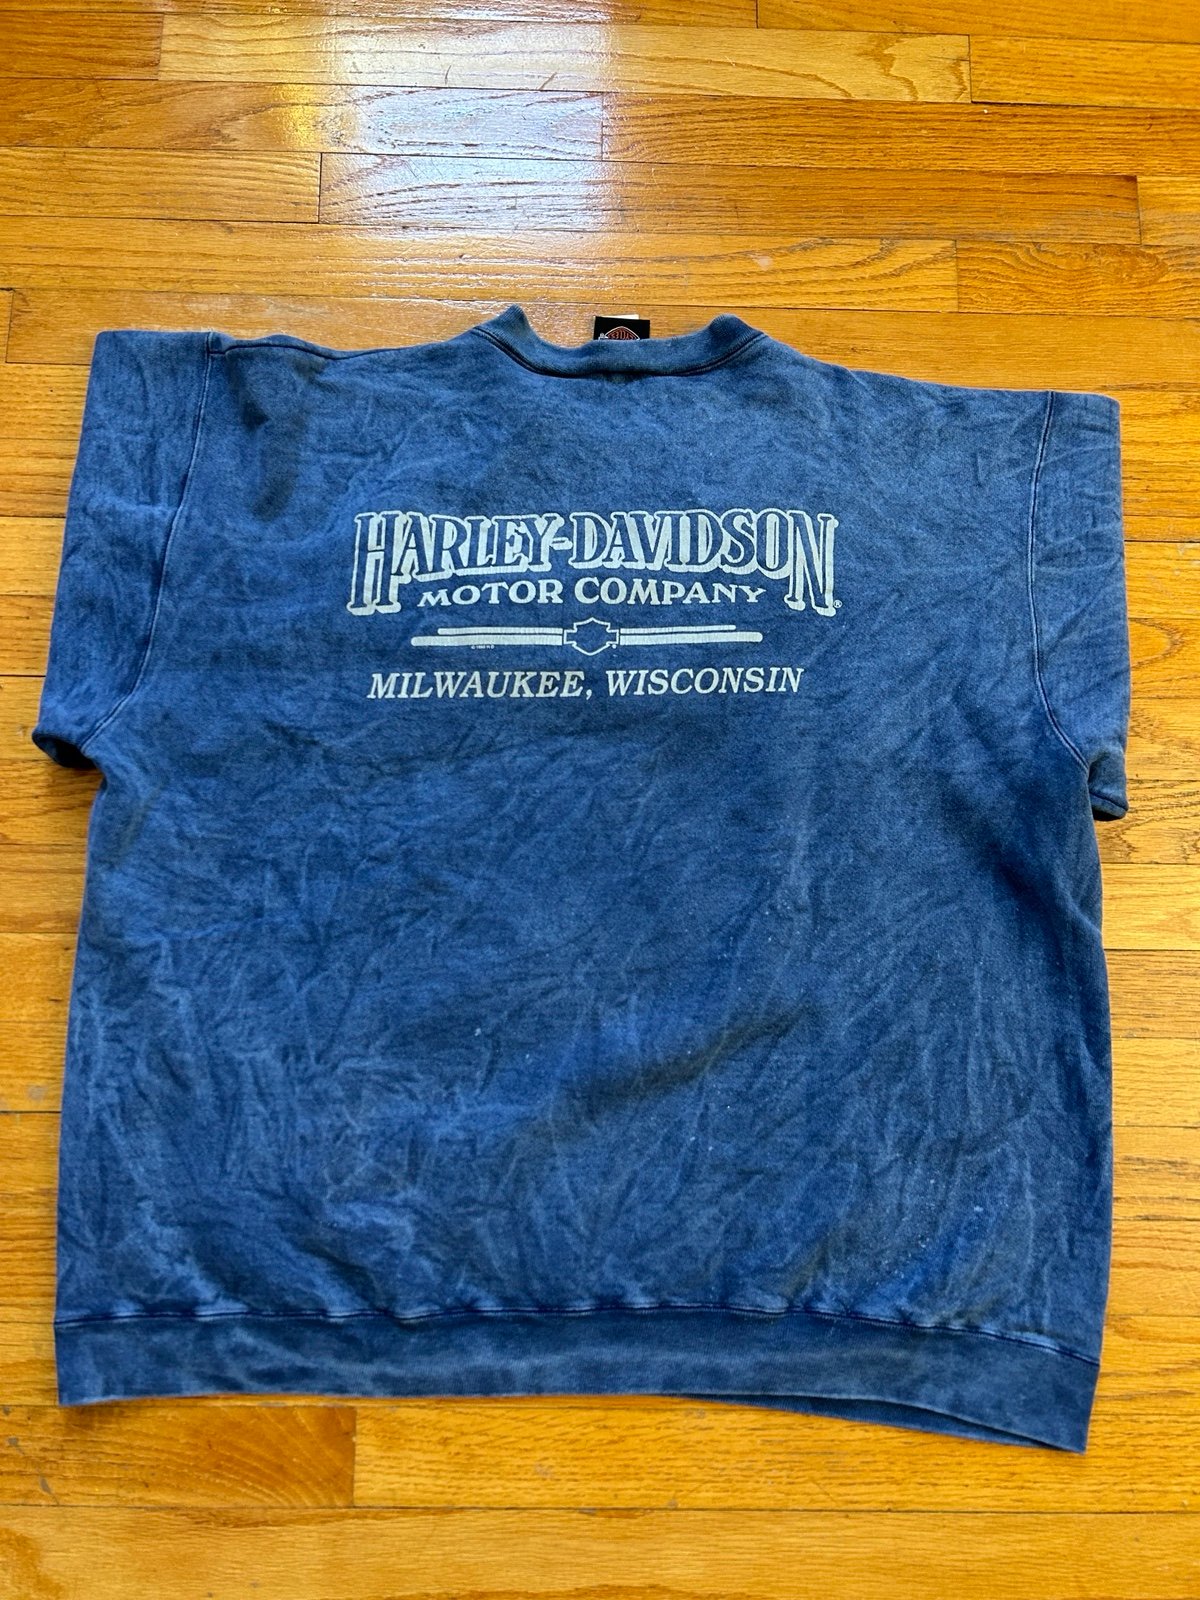 HARLEY-DAVIDSON
MOTOR COMPANY ®
MILWAUKEE, WISCONSIN